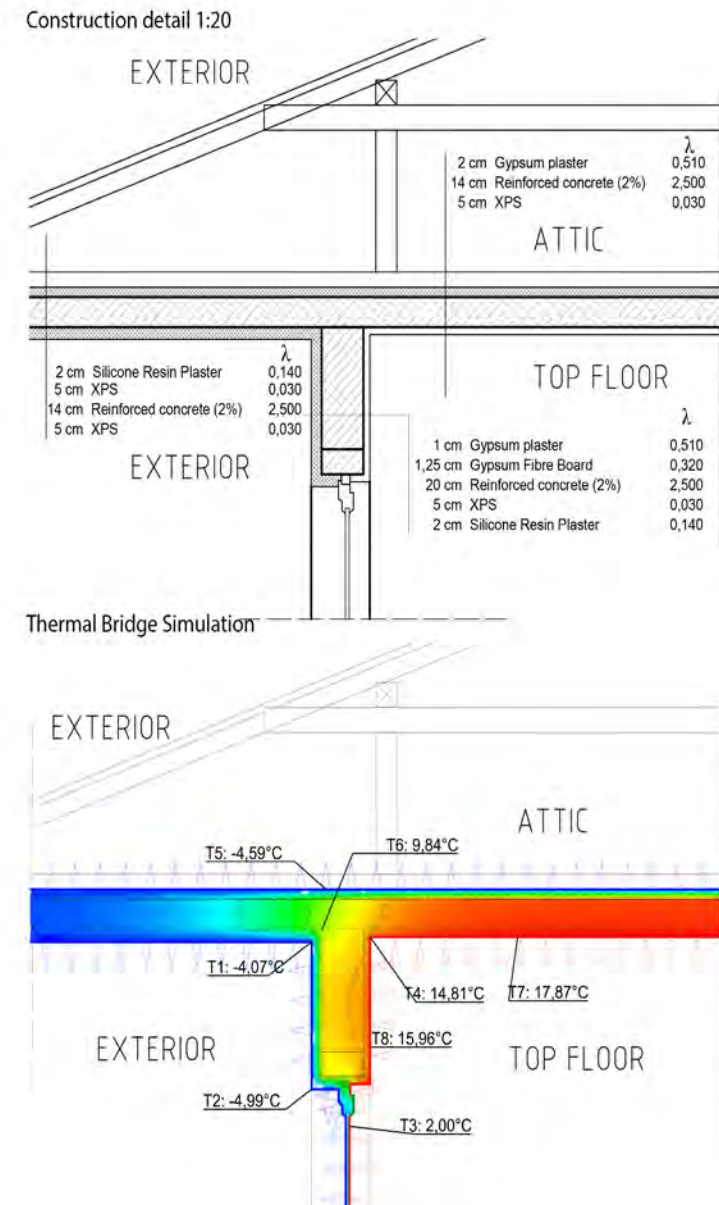 Construction detail 1:20
EXTERIOR
λ
2 cm Gypsum plaster 0,510
14 cm Reinforced concrete (2%) 2,500
5 cm XPS 0,030
ATTIC
λ
2 cm Silicone Resin Plaster 0,140
5 cm XPS 0,030
14 cm Reinforced concrete (2%) 2,500
5 cm XPS 0,030
EXTERIOR
TOP FLOOR
λ
1 cm Gypsum plaster 0,510
1,25 cm Gypsum Fibre Board 0,320
20 cm Reinforced concrete (2%) 2,500
5 cm XPS 0,030
2 cm Silicone Resin Plaster 0,140
Thermal Bridge Simulation
EXTERIOR
ATTIC
T5: -4,59°C
T6: 9,84°C
T1: -4,07°C
T4: 14,81°C
T7: 17,87°C
T8: 15,96°C
EXTERIOR
TOP FLOOR
T2: -4,99°C
T3: 2,00°C